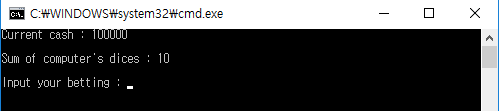 C:₩WINDOWS₩system32₩cmd.exe
Current cash : 100000
Sum of computer's dices : 10
Input your betting :